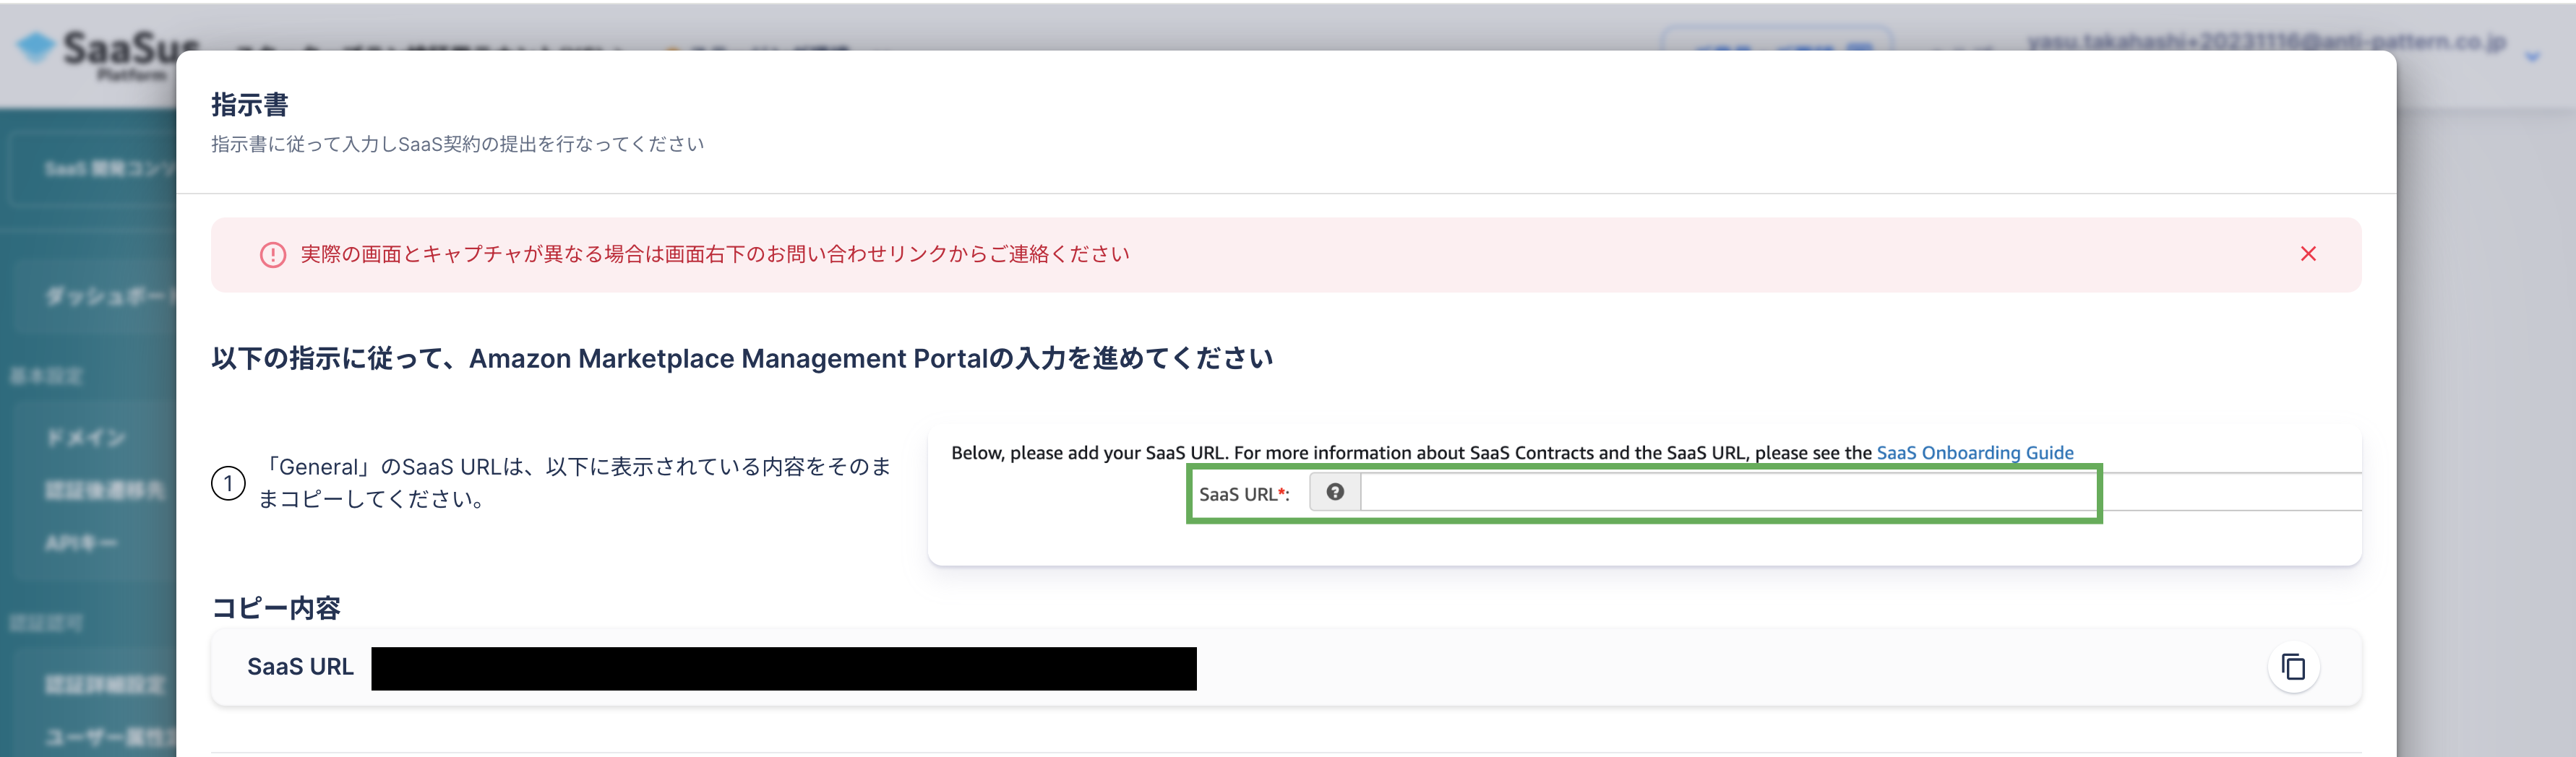 SaaSus
Platform
yasu.takahashi+20231116@anti-pattern.co.jp
指示書
指示書に従って入力しSaaS契約の提出を行なってください
SaaS 開発コンソ
実際の画面とキャプチャが異なる場合は画面右下のお問い合わせリンクからご連絡ください
ダッシュボード
以下の指示に従って、Amazon Marketplace Management Portalの入力を進めてください
基本設定
ドメイン
認証後遷移先
APIキー
1
「General」のSaaS URLは、以下に表示されている内容をそのま
まコピーしてください。
Below, please add your SaaS URL. For more information about SaaS Contracts and the SaaS URL, please see the SaaS Onboarding Guide
SaaS URL*:
コピー内容
認証認可
SaaS URL
認証詳細設定
ユーザー属性